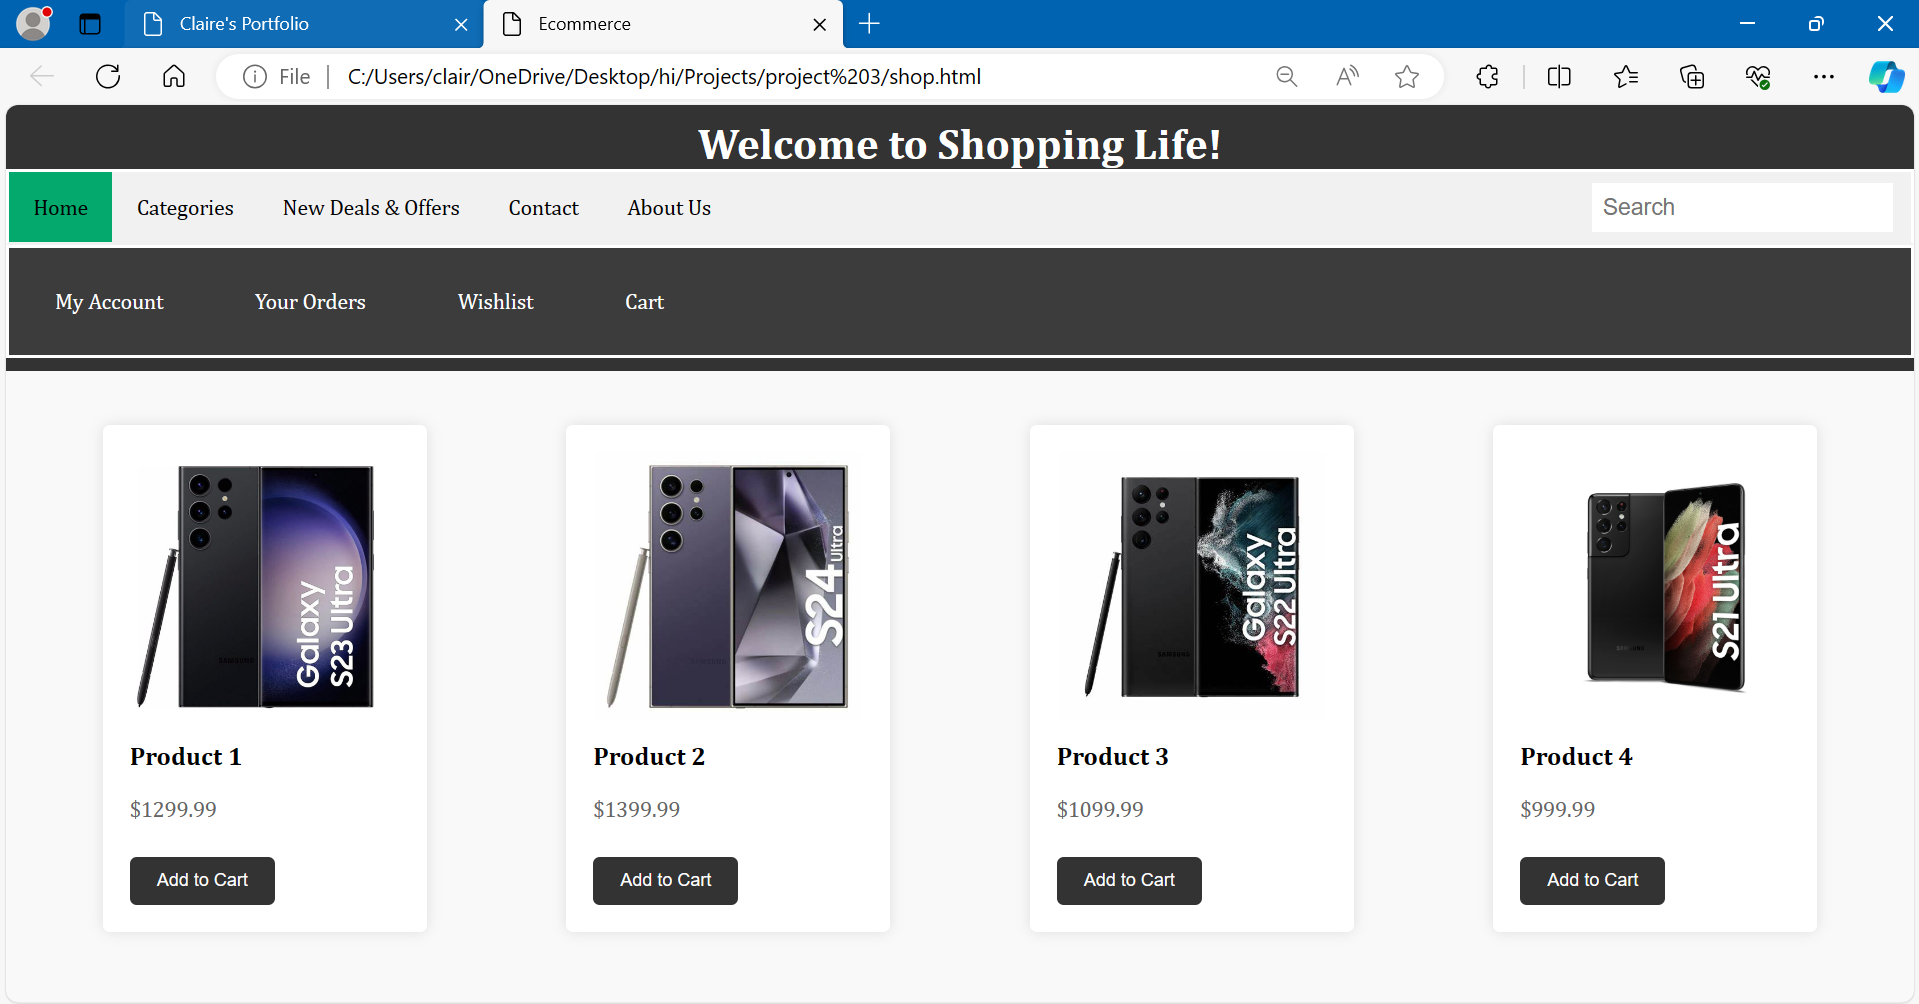 Claire's Portfolio
Ecommerce
File
C:/Users/clair/OneDrive/Desktop/hi/Projects/project%203/shop.html
Welcome to Shopping Life!
Home Categories New Deals & Offers Contact About Us Search
My Account Your Orders Wishlist Cart
Galaxy
S23 Ultra
SAMSUNG
S24 Ultra
Galaxy
S22 Ultra
SAMSUNG
S21 Ultra
SAMSUNG
Product 1
$1299.99
Add to Cart
Product 2
$1399.99
Add to Cart
Product 3
$1099.99
Add to Cart
Product 4
$999.99
Add to Cart